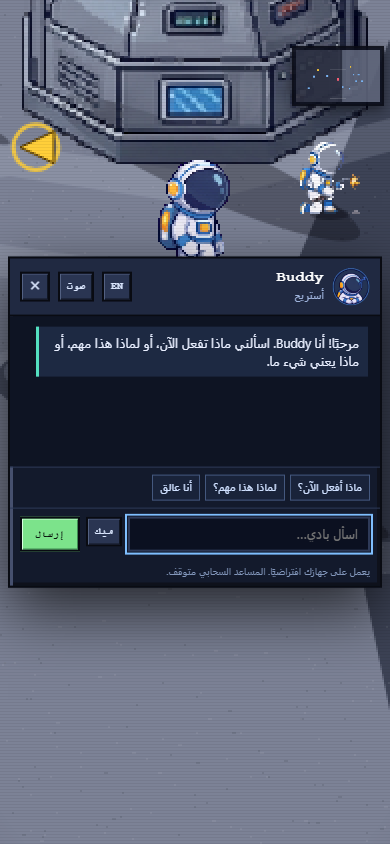 Buddy
أستريح
EN
صوت
✕
مرحبًا! أنا Buddy. اسألني ماذا تفعل الآن، أو لماذا هذا مهم، أو
ماذا يعني شيء ما.
ماذا أفعل الآن؟
لماذا هذا مهم؟
أنا عالق
اسأل بادي...
ميك
إرسال
يعمل على جهازك افتراضيًا. المساعد السحابي متوقف.